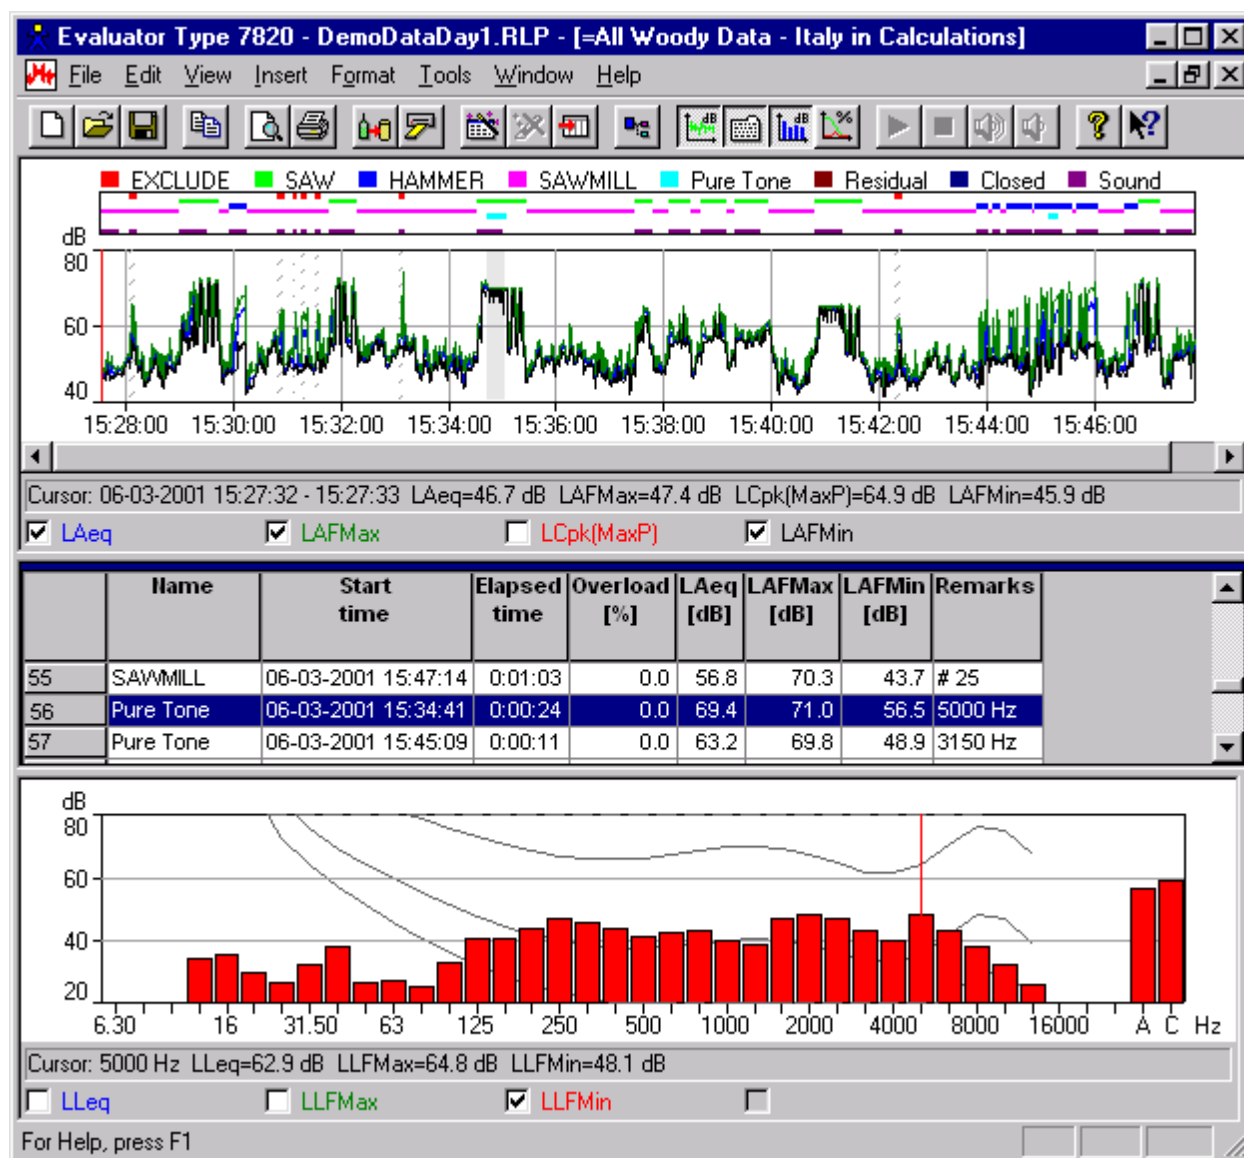 Evaluator Type 7820 - DemoDataDay1.RLP - [=All Woody Data - Italy in Calculations]
File Edit View Insert Format Tools Window Help
dB dB %
EXCLUDE SAW HAMMER SAWMILL Pure Tone Residual Closed Sound
dB
80
60
40
15:28:00 15:30:00 15:32:00 15:34:00 15:36:00 15:38:00 15:40:00 15:42:00 15:44:00 15:46:00
Cursor: 06-03-2001 15:27:32 - 15:27:33 LAeq=46.7 dB LAFMax=47.4 dB LCpk(MaxP)=64.9 dB LAFMin=45.9 dB
LAeq LAFMax LCpk(MaxP) LAFMin
Name Start time Elapsed time Overload [%] LAeq [dB] LAFMax [dB] LAFMin [dB] Remarks
55 SAWMILL 06-03-2001 15:47:14 0:01:03 0.0 56.8 70.3 43.7 # 25
56 Pure Tone 06-03-2001 15:34:41 0:00:24 0.0 69.4 71.0 56.5 5000 Hz
57 Pure Tone 06-03-2001 15:45:09 0:00:11 0.0 63.2 69.8 48.9 3150 Hz
dB
80
60
40
20
6.30 16 31.50 63 125 250 500 1000 2000 4000 8000 16000 A C Hz
Cursor: 5000 Hz LLeq=62.9 dB LLFMax=64.8 dB LLFMin=48.1 dB
LLeq LLFMax LLFMin
For Help, press F1